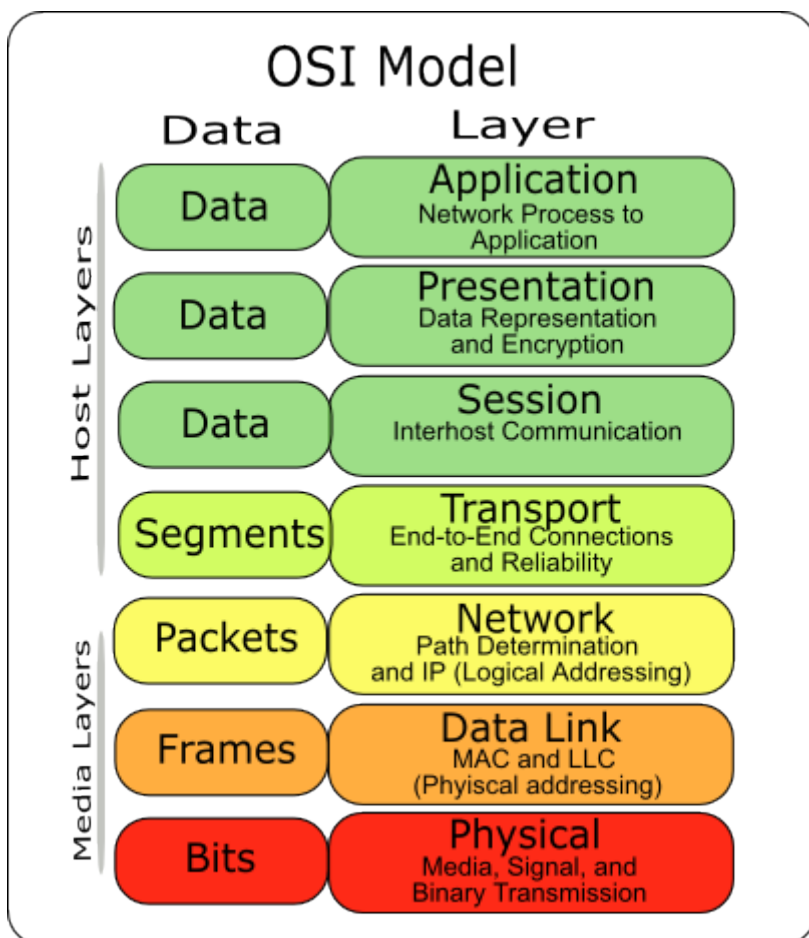 OSI Model
Data Layer
Host Layers
Data
Application
Network Process to
Application
Data
Presentation
Data Representation
and Encryption
Data
Session
Interhost Communication
Segments
Transport
End-to-End Connections
and Reliability
Media Layers
Packets
Network
Path Determination
and IP (Logical Addressing)
Frames
Data Link
MAC and LLC
(Phyiscal addressing)
Bits
Physical
Media, Signal, and
Binary Transmission